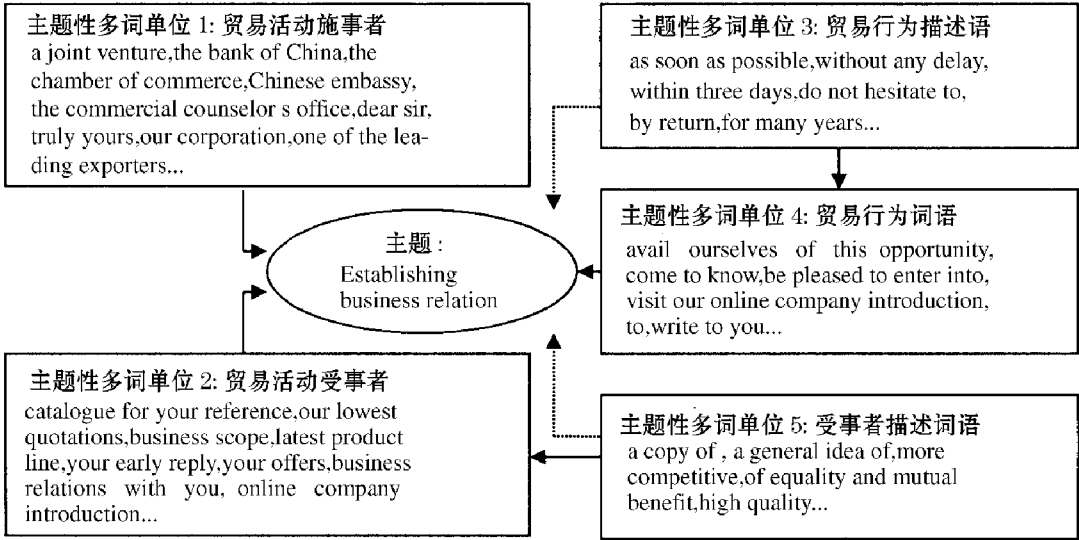 主题性多词单位 1: 贸易活动施事者
a joint venture,the bank of China,the
chamber of commerce,Chinese embassy,
the commercial counselor s office,dear sir,
truly yours,our corporation,one of the lea-
ding exporters...
主题性多词单位 3: 贸易行为描述语
as soon as possible,without any delay,
within three days,do not hesitate to,
by return,for many years...
主题:
Establishing
business relation
主题性多词单位 4: 贸易行为词语
avail ourselves of this opportunity,
come to know,be pleased to enter into,
visit our online company introduction,
to,write to you...
主题性多词单位 2: 贸易活动受事者
catalogue for your reference,our lowest
quotations,business scope,latest product
line,your early reply,your offers,business
relations with you, online company
introduction...
主题性多词单位 5: 受事者描述词语
a copy of , a general idea of,more
competitive,of equality and mutual
benefit,high quality...